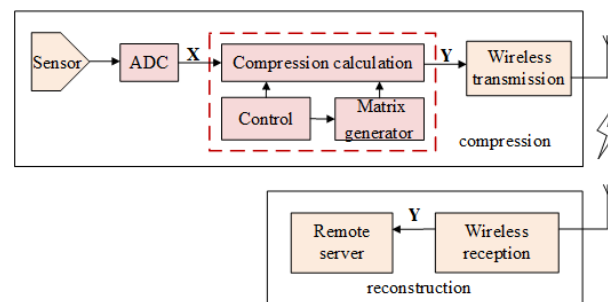 Sensor
ADC
X
Compression calculation
Y
Wireless
transmission
Control
Matrix
generator
compression
Remote
server
Y
Wireless
reception
reconstruction